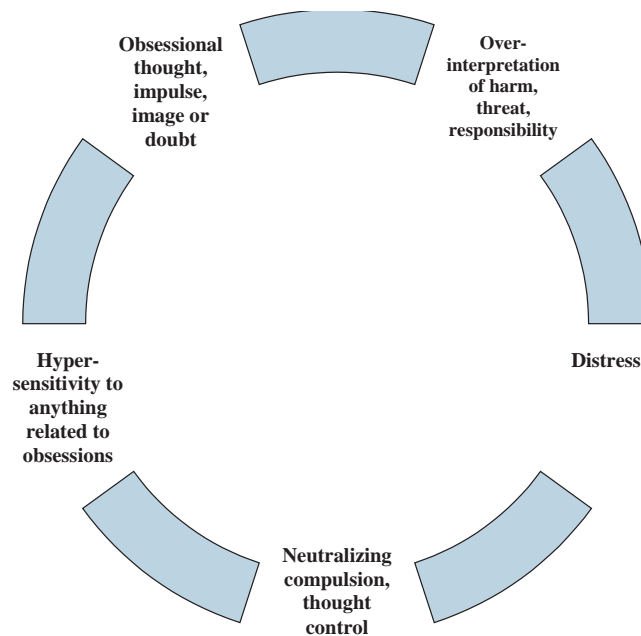 Obsessional
thought,
impulse,
image or
doubt
Over-
interpretation
of harm,
threat,
responsibility
Distress
Neutralizing
compulsion,
thought
control
Hyper-
sensitivity to
anything
related to
obsessions